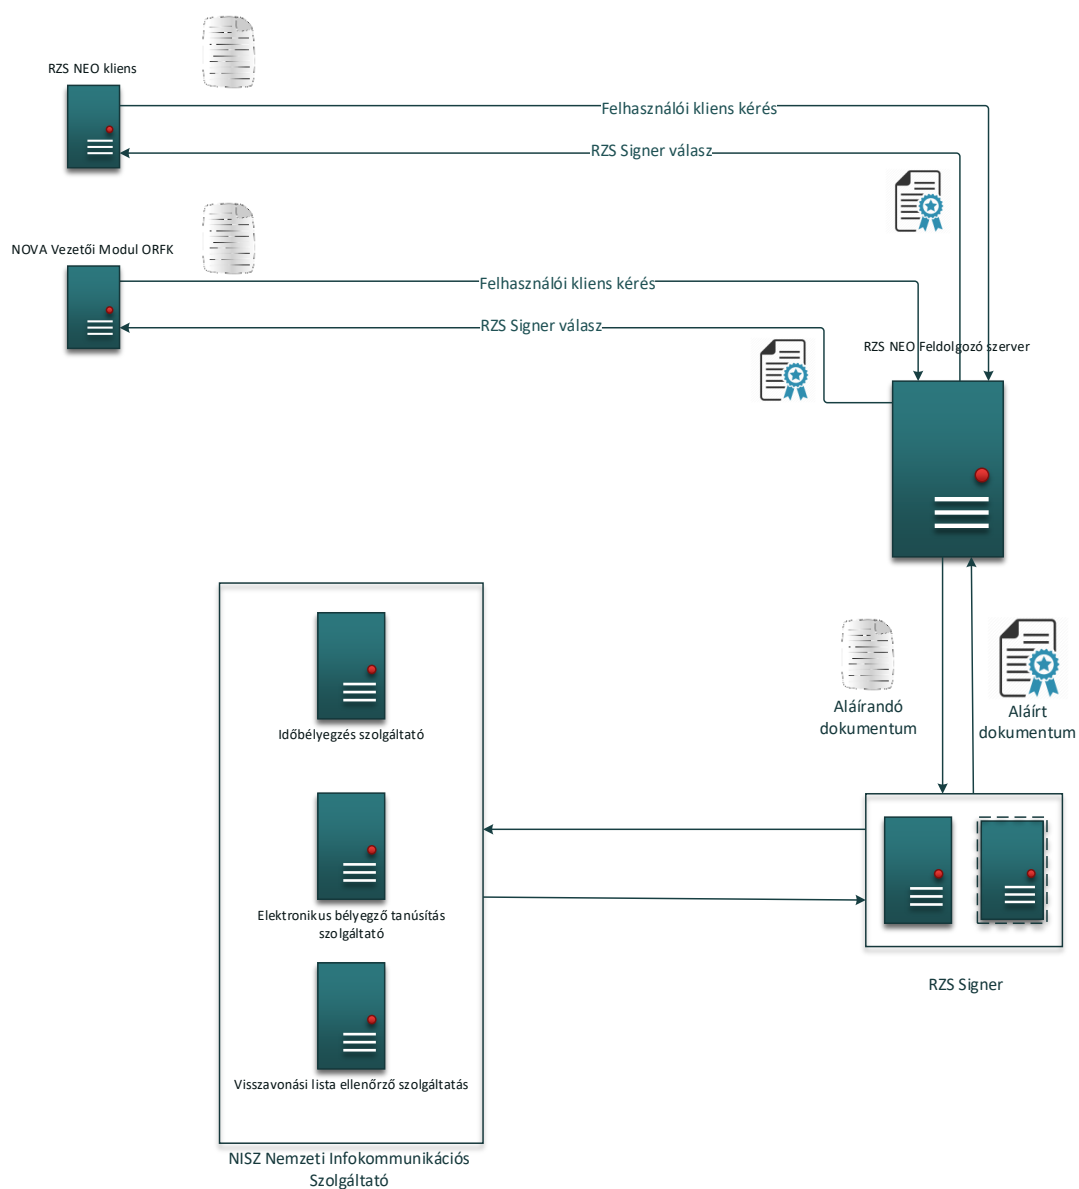 RZS NEO kliens
Felhasználói kliens kérés
RZS Signer válasz
NOVA Vezetői Modul ORFK
Felhasználói kliens kérés
RZS Signer válasz
RZS NEO Feldolgozó szerver
Aláírandó
dokumentum
Aláírt
dokumentum
Időbélyegzés szolgáltató
Elektronikus bélyegző tanúsítás
szolgáltató
RZS Signer
Visszavonási lista ellenőrző szolgáltatás
NISZ Nemzeti Infokommunikációs
Szolgáltató